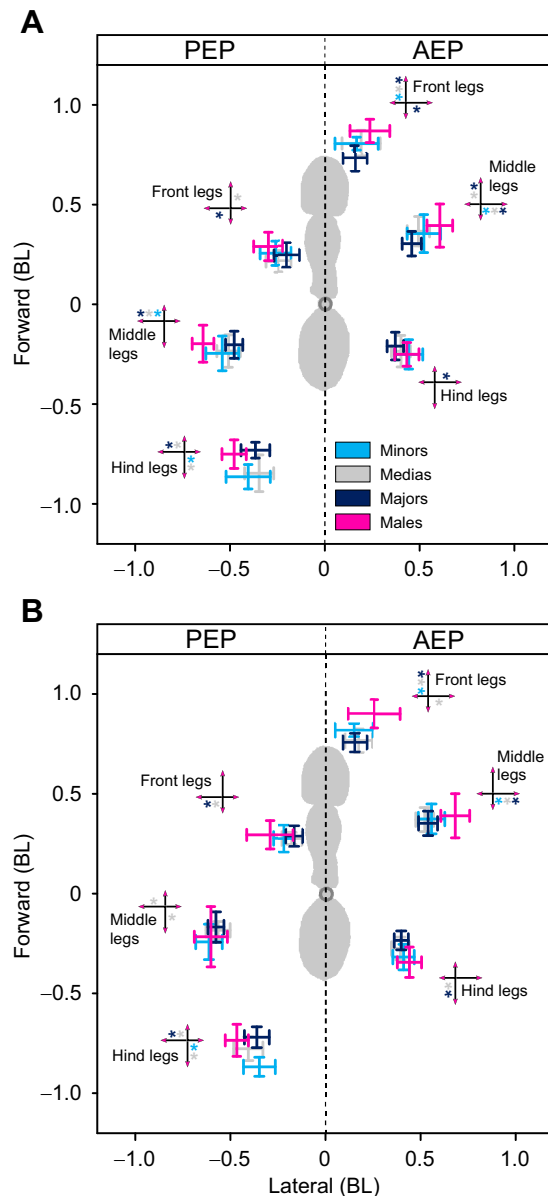 A
PEP AEP
1.0
Front legs
Middle
legs
Front legs
0.5
Forward (BL)
0
Middle
legs
Hind legs
−0.5
Minors
Hind legs
Medias
Majors
Males
−1.0
−1.0 −0.5 0 0.5 1.0
B
PEP AEP
Front legs
1.0
Middle
legs
Front legs
0.5
Forward (BL)
0
Middle
legs
Hind legs
−0.5
Hind legs
−1.0
−1.0 −0.5 0 0.5 1.0
Lateral (BL)